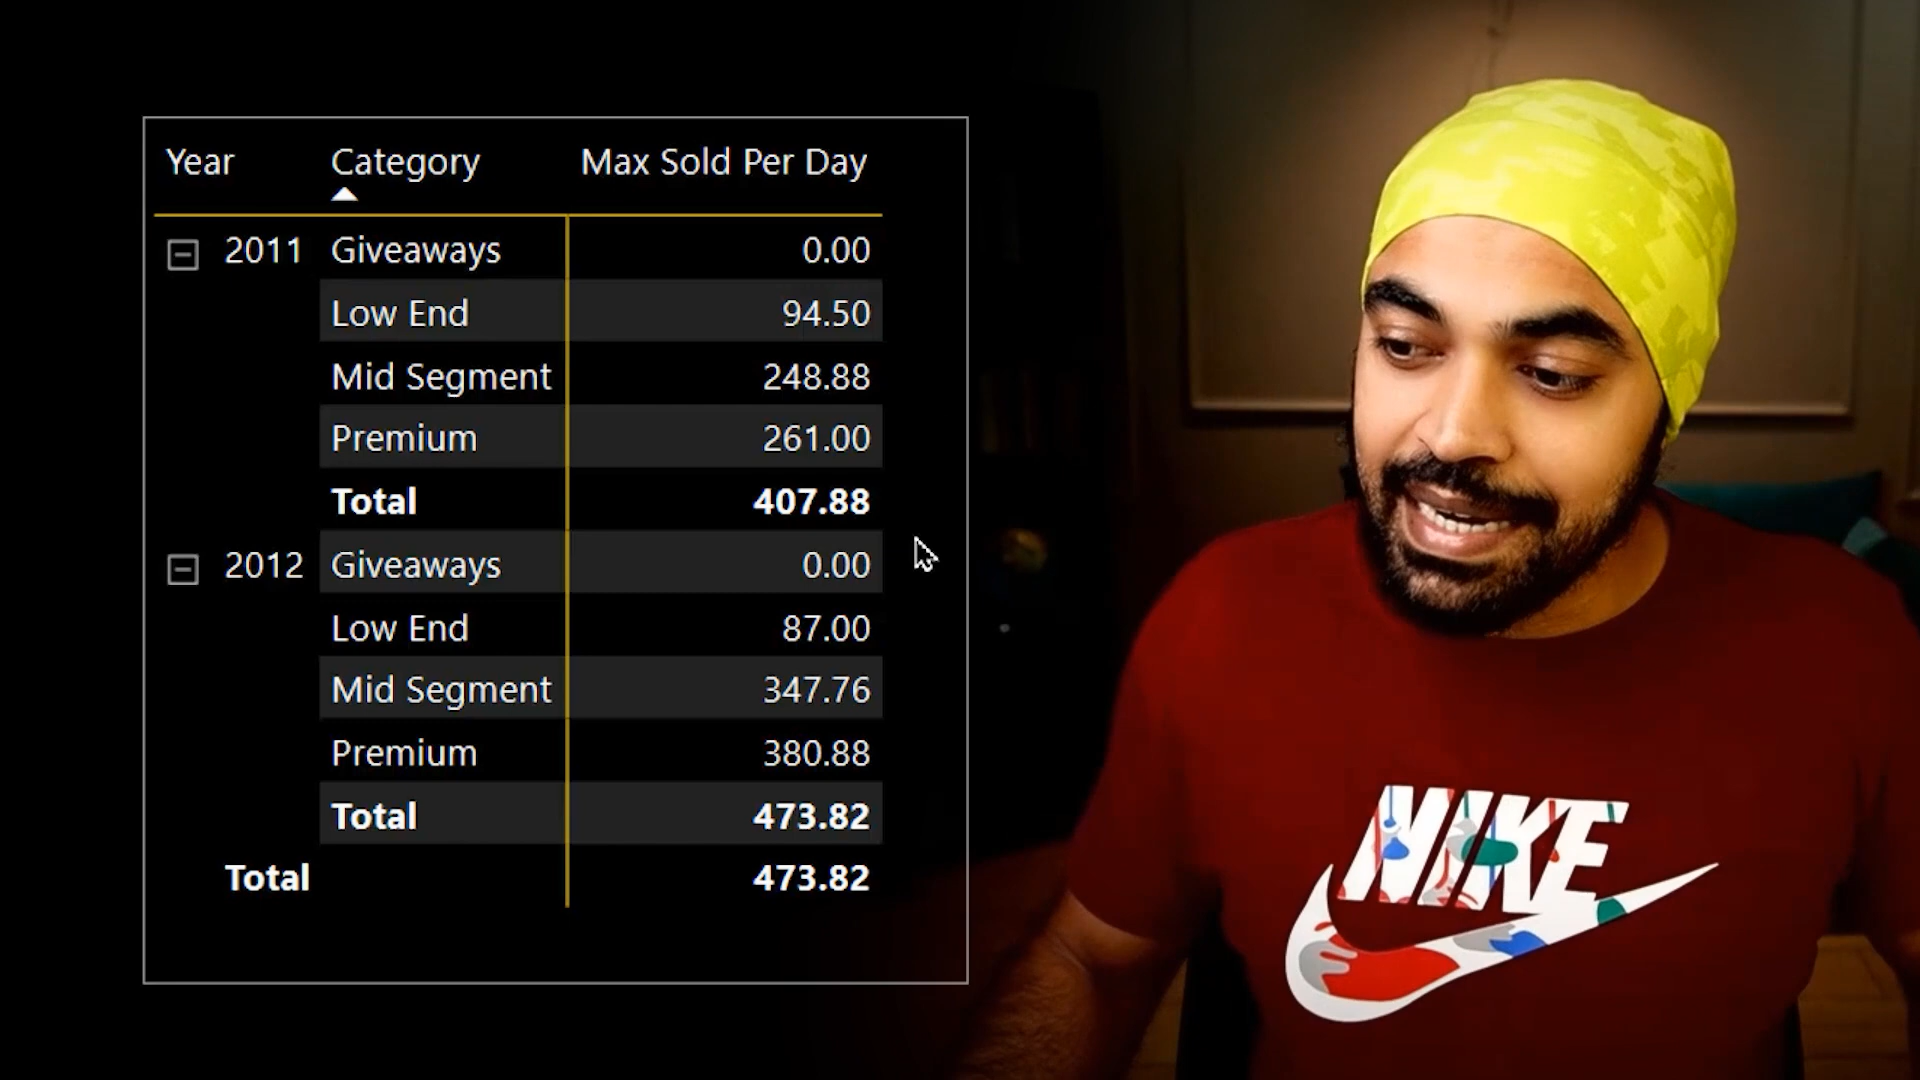 Year Category Max Sold Per Day
2011 Giveaways 0.00
Low End 94.50
Mid Segment 248.88
Premium 261.00
Total 407.88
2012 Giveaways 0.00
Low End 87.00
Mid Segment 347.76
Premium 380.88
Total 473.82
Total 473.82
NIKE